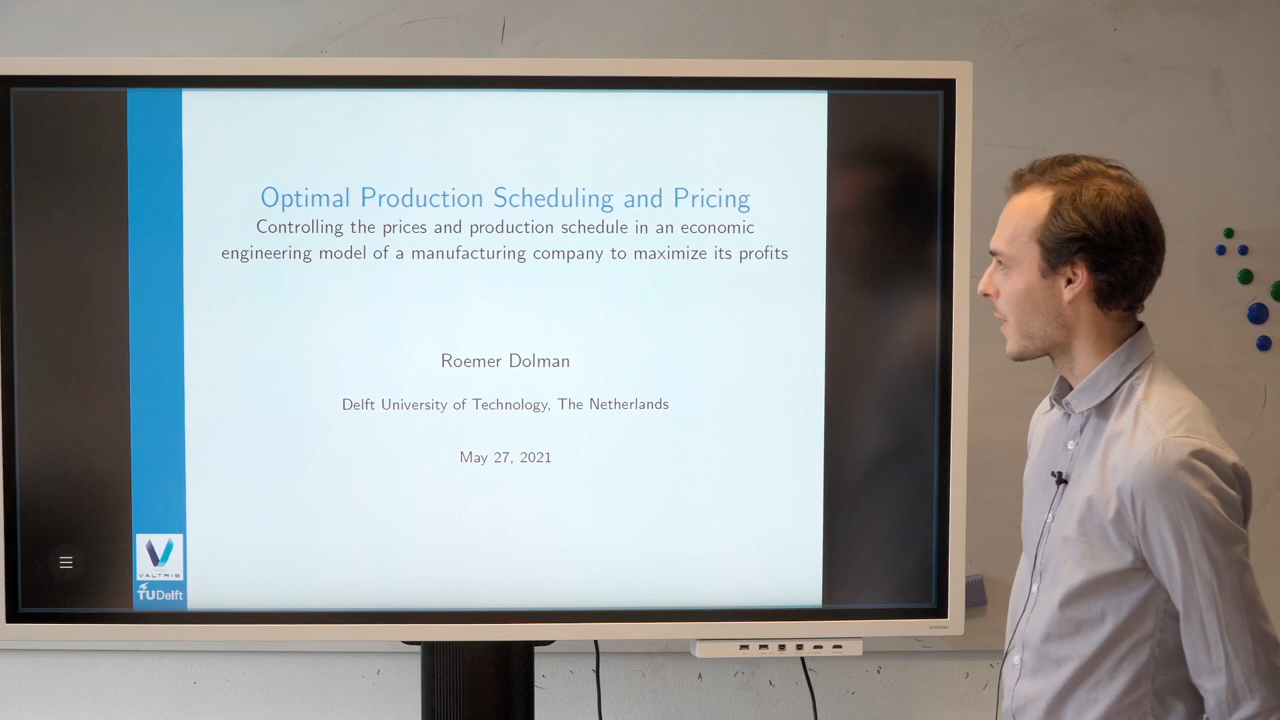 Optimal Production Scheduling and Pricing
Controlling the prices and production schedule in an economic
engineering model of a manufacturing company to maximize its profits
Roemer Dolman
Delft University of Technology, The Netherlands
May 27, 2021
VALTRIS
TUDelft
SAMSUNG